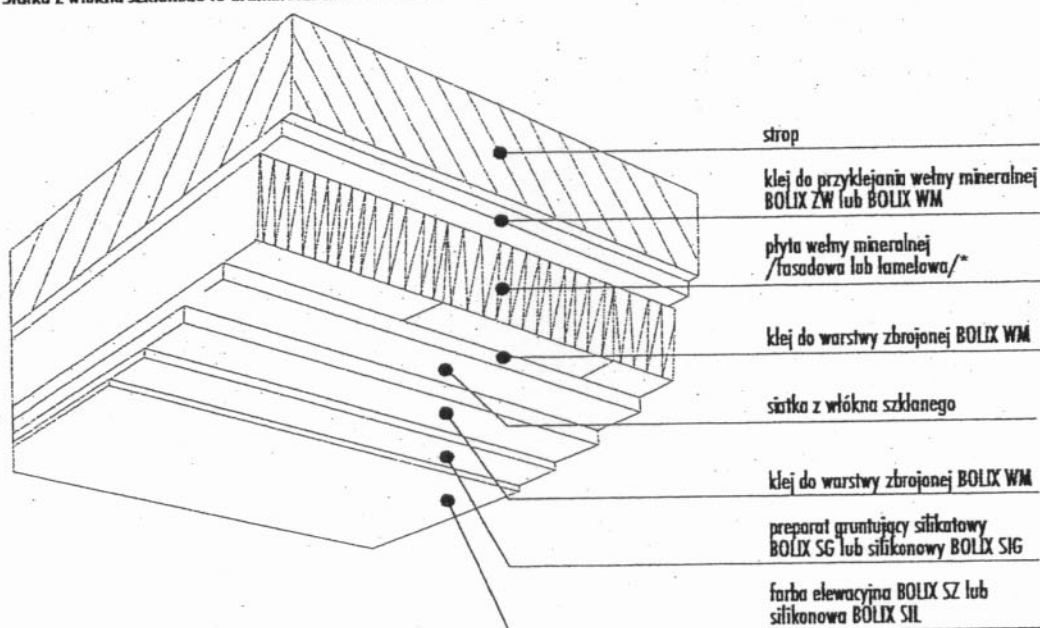 strop
klej do przyklejania wełny mineralnej
BOLIX ZW lub BOLIX WM
płyta wełny mineralnej
/fasadowa lub lamelowa/*
klej do warstwy zbrojonej BOLIX WM
siatka z włókna szklanego
klej do warstwy zbrojonej BOLIX WM
preparat gruntujący silikatowy
BOLIX SG lub silikonowy BOLIX SIG
farba elewacyjna BOLIX SZ lub
silikonowa BOLIX SIL